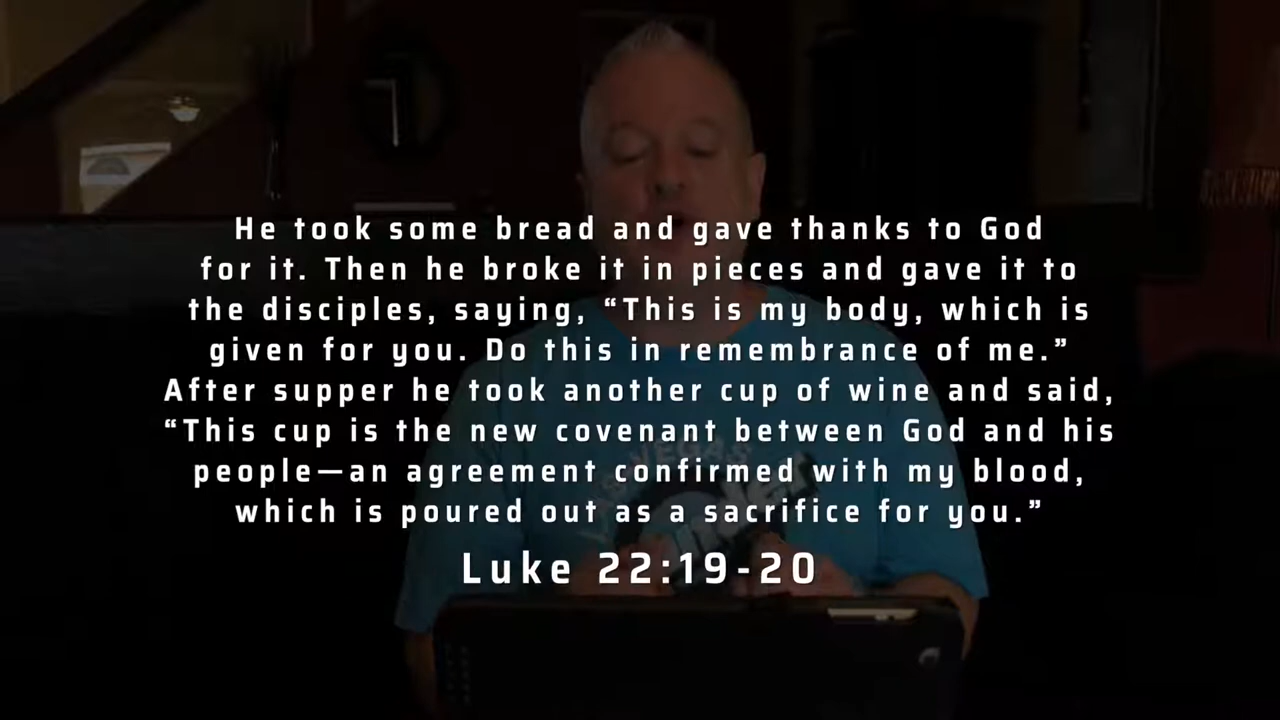 He took some bread and gave thanks to God
for it. Then he broke it in pieces and gave it to
the disciples, saying, “This is my body, which is
given for you. Do this in remembrance of me.”
After supper he took another cup of wine and said,
“This cup is the new covenant between God and his
people—an agreement confirmed with my blood,
which is poured out as a sacrifice for you.”
Luke 22:19-20